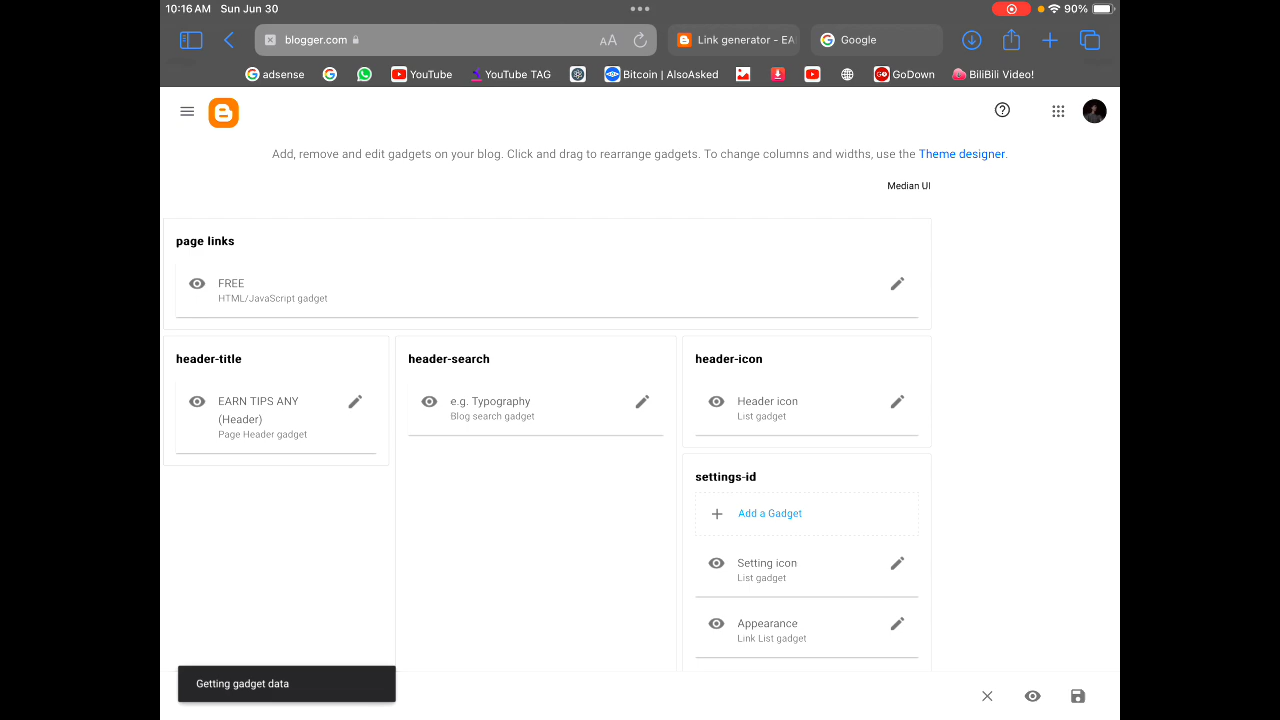 10:16 AM Sun Jun 30
90%
blogger.com
AA
Link generator - EA
Google
adsense
YouTube
YouTube TAG
Bitcoin | AlsoAsked
GoDown
BiliBili Video!
Add, remove and edit gadgets on your blog. Click and drag to rearrange gadgets. To change columns and widths, use the Theme designer.
Median UI
page links
FREE
HTML/JavaScript gadget
header-title
EARN TIPS ANY
(Header)
Page Header gadget
header-search
e.g. Typography
Blog search gadget
header-icon
Header icon
List gadget
settings-id
Add a Gadget
Setting icon
List gadget
Appearance
Link List gadget
Getting gadget data